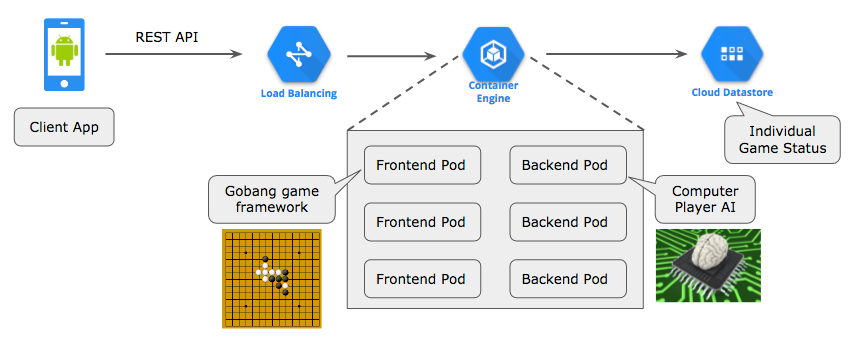 REST API
Load Balancing
Container
Engine
Cloud Datastore
Client App
Individual
Game Status
Frontend Pod
Backend Pod
Gobang game
framework
Computer
Player AI
Frontend Pod
Backend Pod
Frontend Pod
Backend Pod